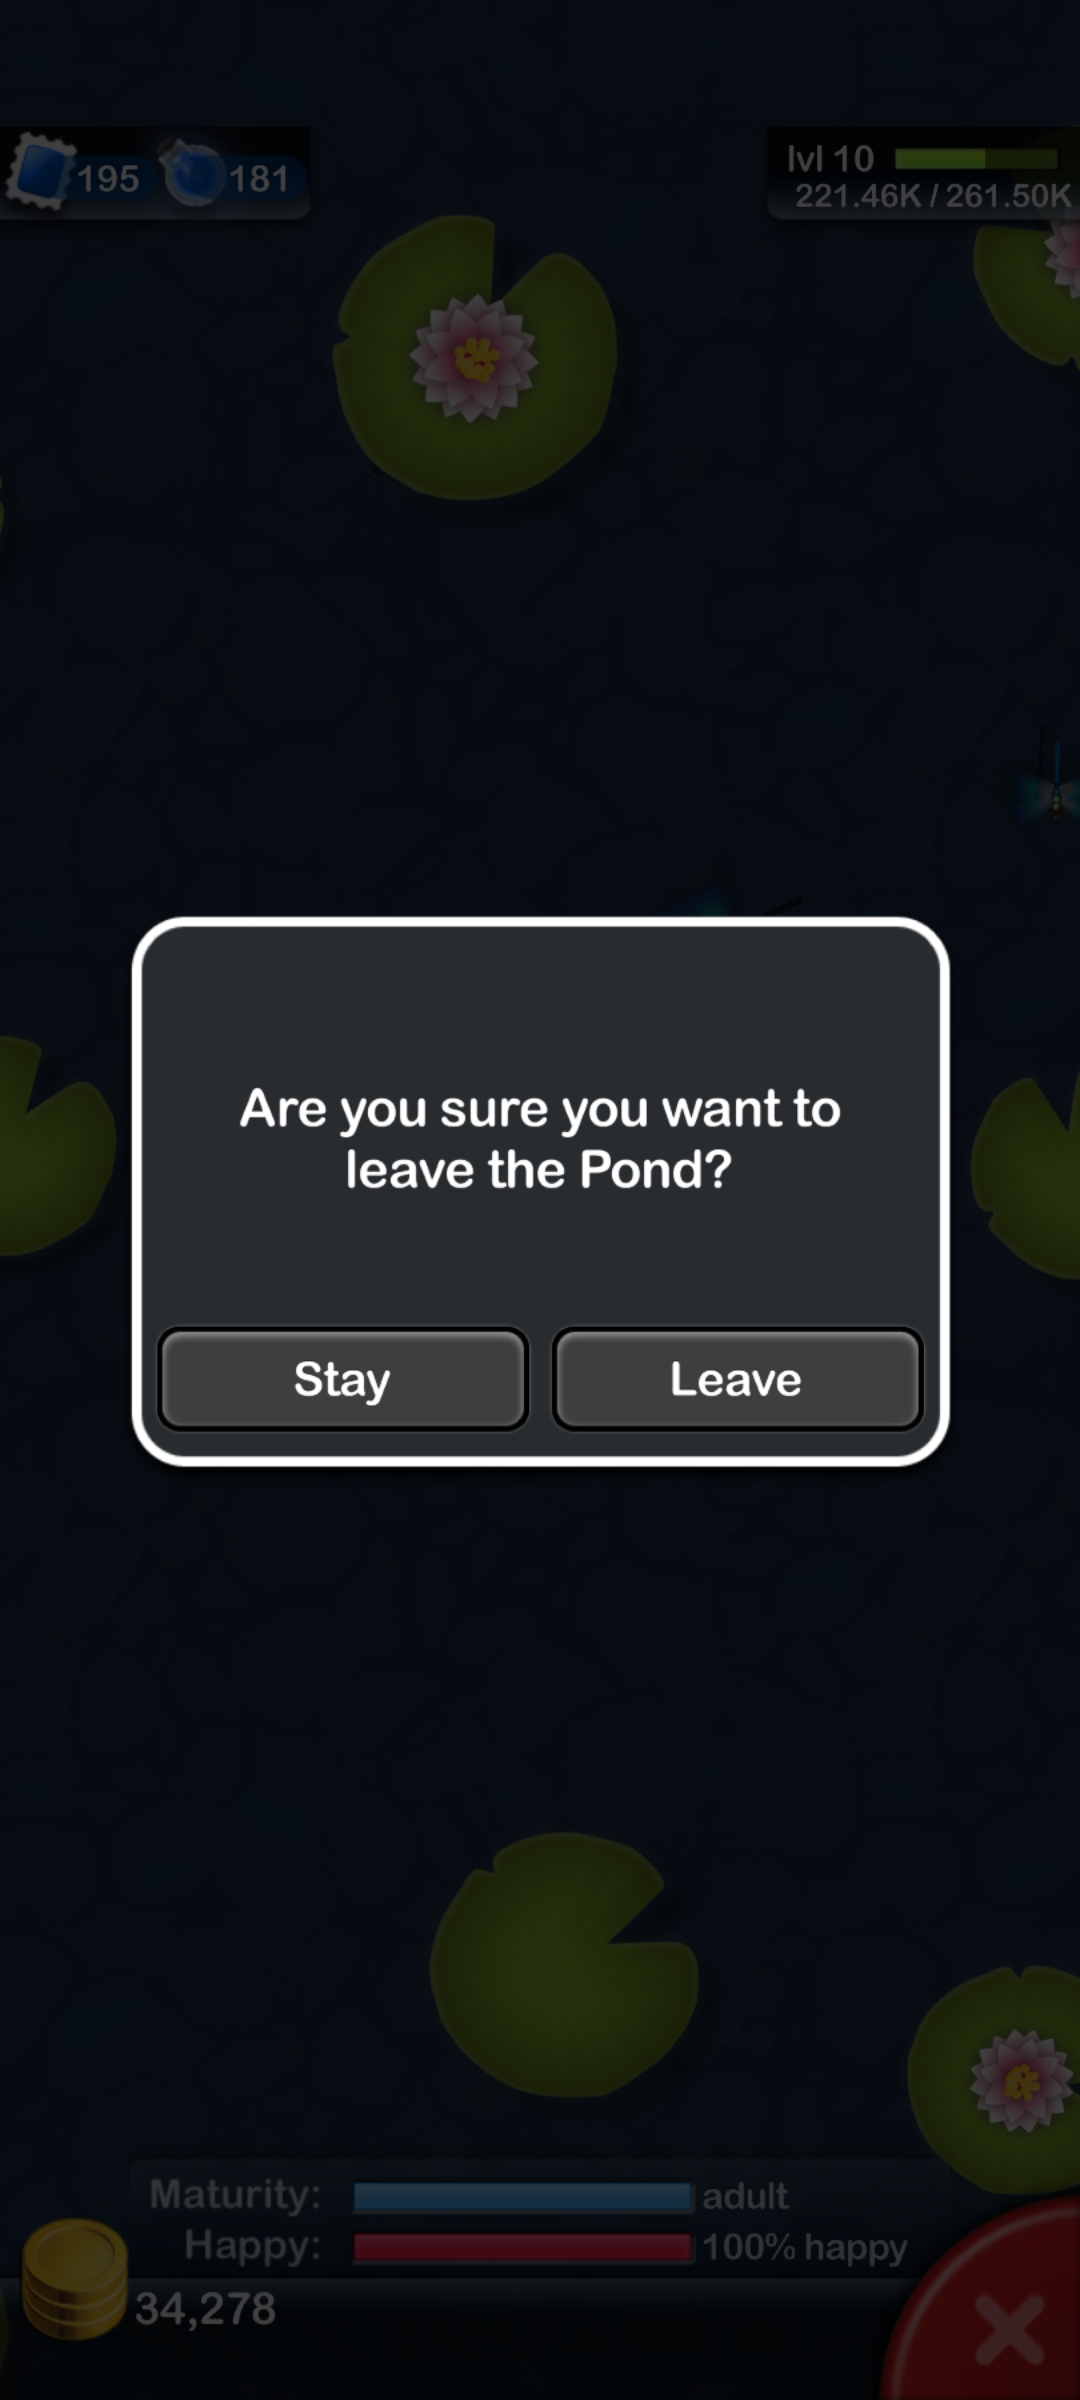 195 181
lvl 10
221.46K / 261.50K
Are you sure you want to
leave the Pond?
Stay Leave
Maturity: adult
Happy: 100% happy
34,278